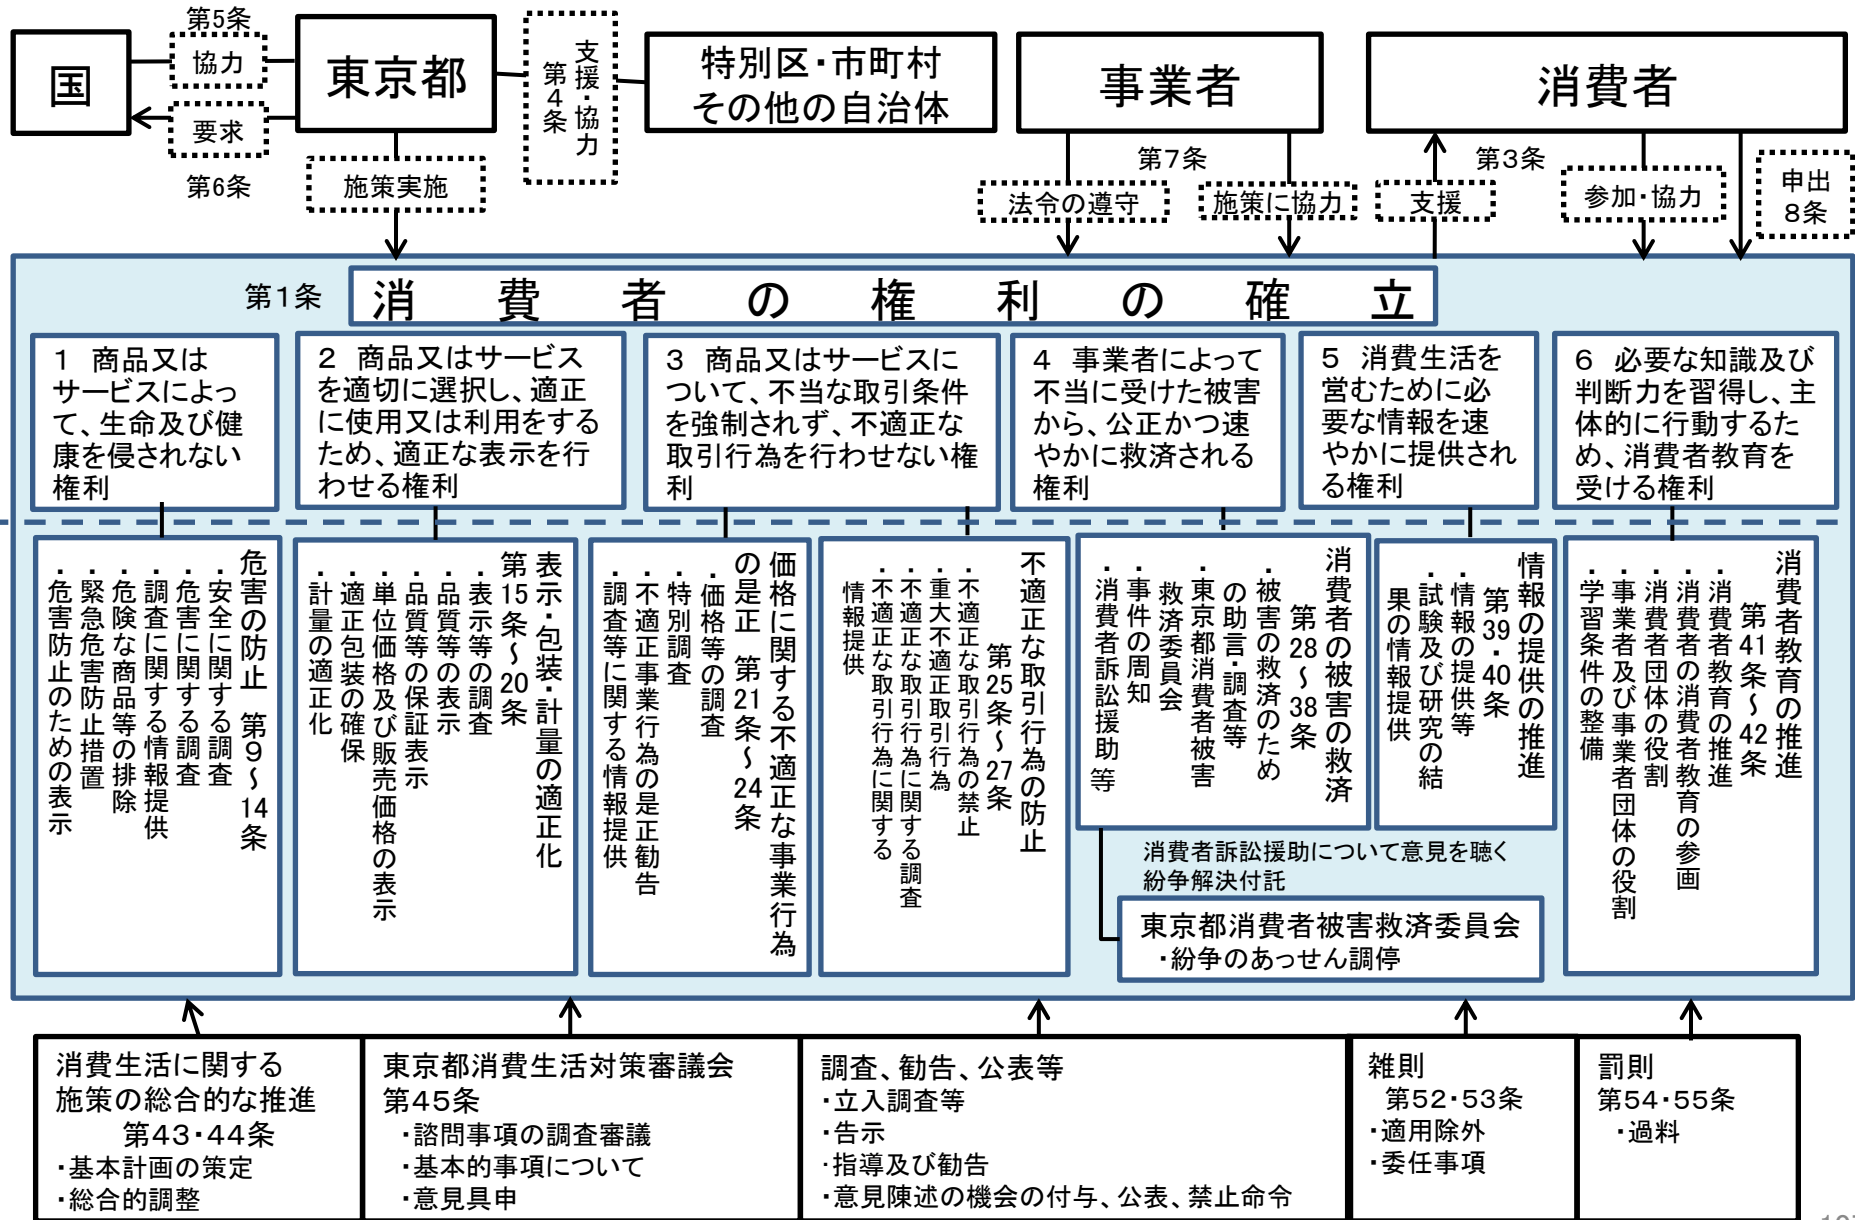 第5条
国
協力
要求
第6条
東京都
施策実施
支援・協力
第4条
特別区・市町村
その他の自治体
事業者
第7条
法令の遵守
施策に協力
消費者
第3条
支援
参加・協力
申出
8条
第1条
消費者の権利の確立
1 商品又は
サービスによっ
て、生命及び健
康を侵されない
権利
2 商品又はサービス
を適切に選択し、適正
に使用又は利用をする
ため、適正な表示を行
わせる権利
3 商品又はサービスに
ついて、不当な取引条件
を強制されず、不適正な
取引行為を行わせない権
利
4 事業者によって
不当に受けた被害
から、公正かつ速
やかに救済される
権利
5 消費生活を
営むために必
要な情報を速
やかに提供され
る権利
6 必要な知識及び
判断力を習得し、主
体的に行動するた
め、消費者教育を
受ける権利
危害の防止 第9～14条
・安全に関する調査
・危害に関する調査
・調査に関する情報提供
・危険な商品等の排除
・緊急危害防止措置
・危害防止のための表示
表示・包装・計量の適正化
第15条～20条
・表示等の調査
・品質等の表示
・品質等の保証表示
・単位価格及び販売価格の表示
・適正包装の確保
・計量の適正化
価格に関する不適正な事業行為
の是正 第21条～24条
・価格等の調査
・特別調査
・不適正事業行為の是正勧告
・調査等に関する情報提供
不適正な取引行為の防止
第25条～27条
・不適正な取引行為の禁止
・重大不適正取引行為
・不適正な取引行為に関する調査
・不適正な取引行為に関する
情報提供
消費者の被害の救済
第28～38条
・被害の救済のため
の助言・調査等
・東京都消費者被害
救済委員会
・事件の周知
・消費者訴訟援助 等
情報の提供の推進
第39・40条
・情報の提供等
・試験及び研究の結
果の情報提供
消費者教育の推進
第41条～42条
・消費者教育の推進
・消費者の消費者教育の参画
・消費者団体の役割
・事業者及び事業者団体の役割
・学習条件の整備
消費者訴訟援助について意見を聴く
紛争解決付託
東京都消費者被害救済委員会
・紛争のあっせん調停
消費生活に関する
施策の総合的な推進
第43・44条
・基本計画の策定
・総合的調整
東京都消費生活対策審議会
第45条
・諮問事項の調査審議
・基本的事項について
・意見具申
調査、勧告、公表等
・立入調査等
・告示
・指導及び勧告
・意見陳述の機会の付与、公表、禁止命令
雑則
第52・53条
・適用除外
・委任事項
罰則
第54・55条
・過料